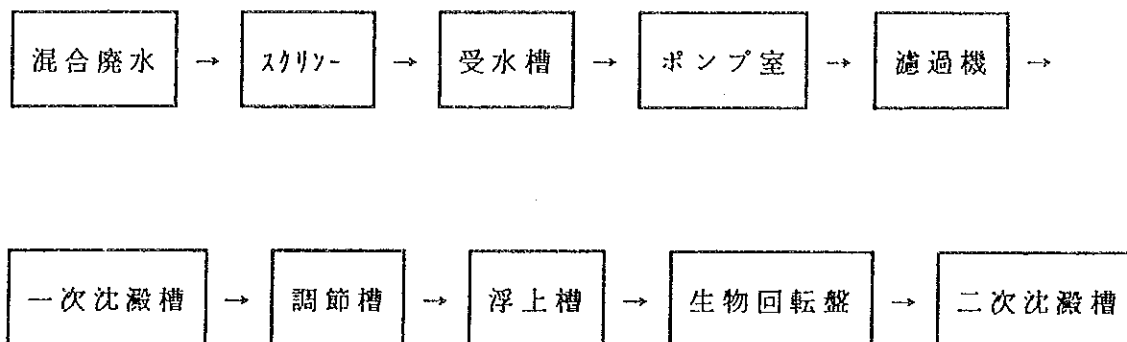 混合廃水 → スクリン- → 受水槽 → ポンプ室 → 濾過機 →
一次沈澱槽 → 調節槽 → 浮上槽 → 生物回転盤 → 二次沈澱槽